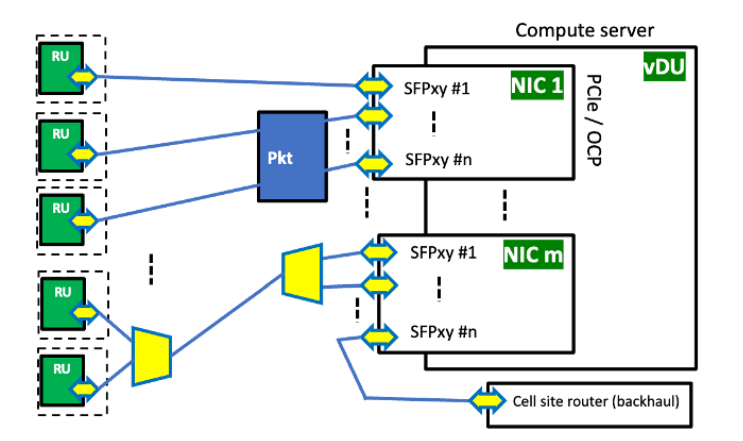 Compute server
RU
vDU
SFPxy #1
NIC 1
PCIe / OCP
RU
Pkt
SFPxy #n
RU
SFPxy #1
NIC m
RU
SFPxy #n
RU
Cell site router (backhaul)